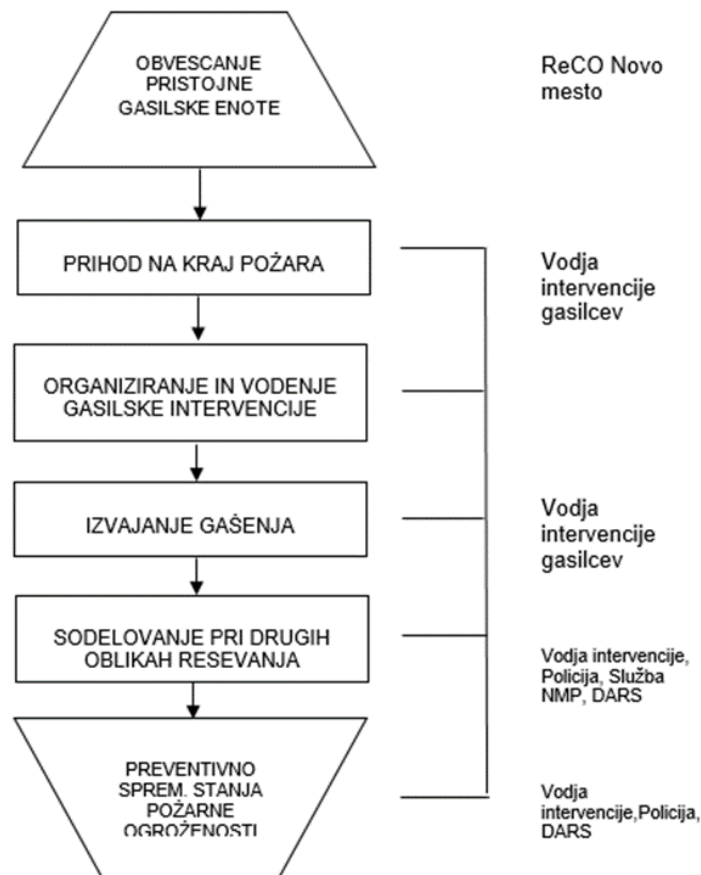 OBVESCANJE
PRISTOJNE
GASILSKE ENOTE
ReCO Novo
mesto
PRIHOD NA KRAJ POŽARA
Vodja
intervencije
gasilcev
ORGANIZIRANJE IN VODENJE
GASILSKE INTERVENCIJE
IZVAJANJE GAŠENJA
Vodja
intervencije
gasilcev
SODELOVANJE PRI DRUGIH
OBLIKAH RESEVANJA
Vodja intervencije,
Policija, Služba
NMP, DARS
PREVENTIVNO
SPREM. STANJA
POŽARNE
OGROŽENOSTI
Vodja
intervencije,Policija,
DARS